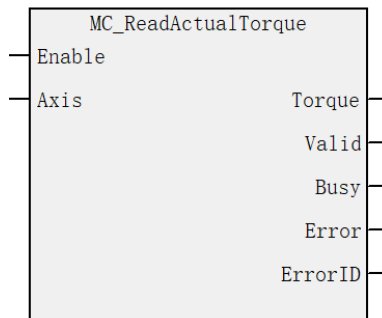 MC_ReadActualTorque
Enable
Axis Torque
Valid
Busy
Error
ErrorID